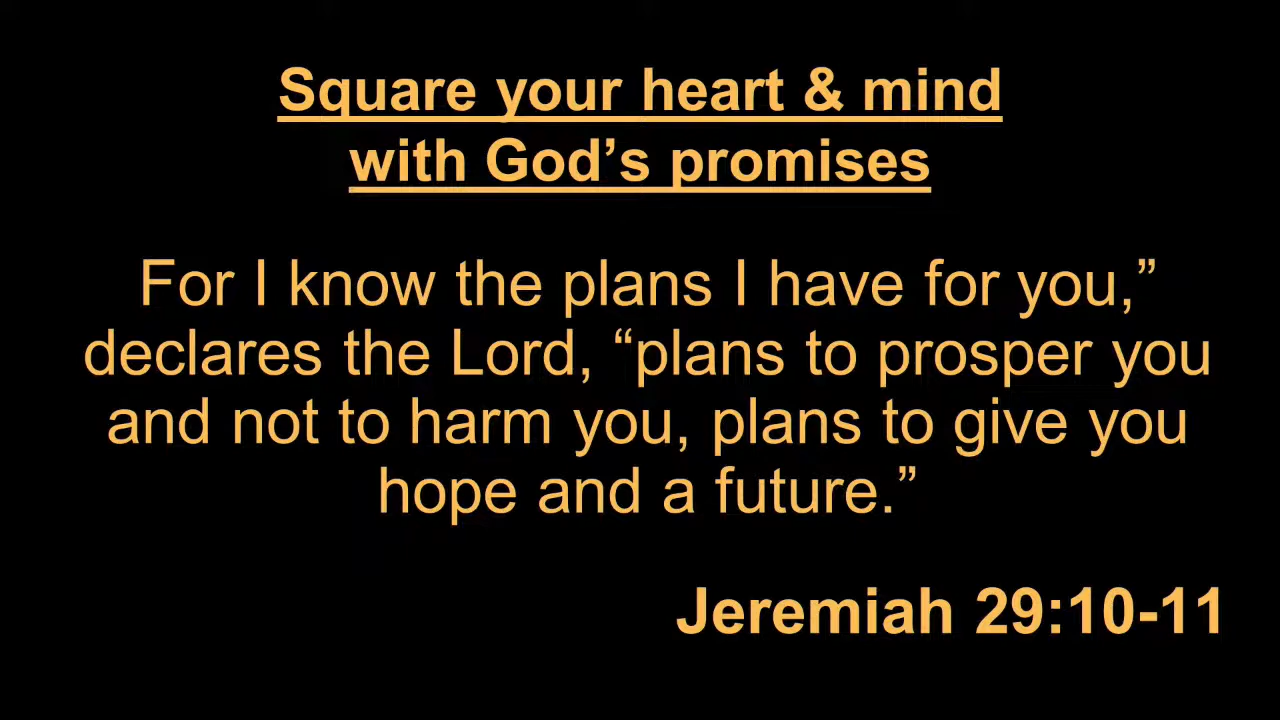 Square your heart & mind
with God’s promises
For I know the plans I have for you,”
declares the Lord, “plans to prosper you
and not to harm you, plans to give you
hope and a future.”
Jeremiah 29:10-11